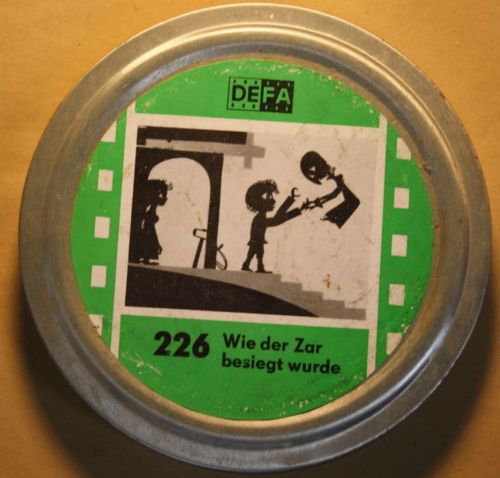 DEFA
226 Wie der Zar
besiegt wurde